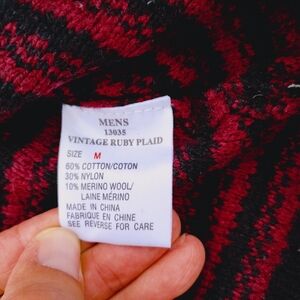 MENS
13035
VINTAGE RUBY PLAID
SIZE M
60% COTTON/COTON
30% NYLON
10% MERINO WOOL/
LAINE MÉRINO
MADE IN CHINA
FABRIQUE EN CHINE
SEE REVERSE FOR CARE